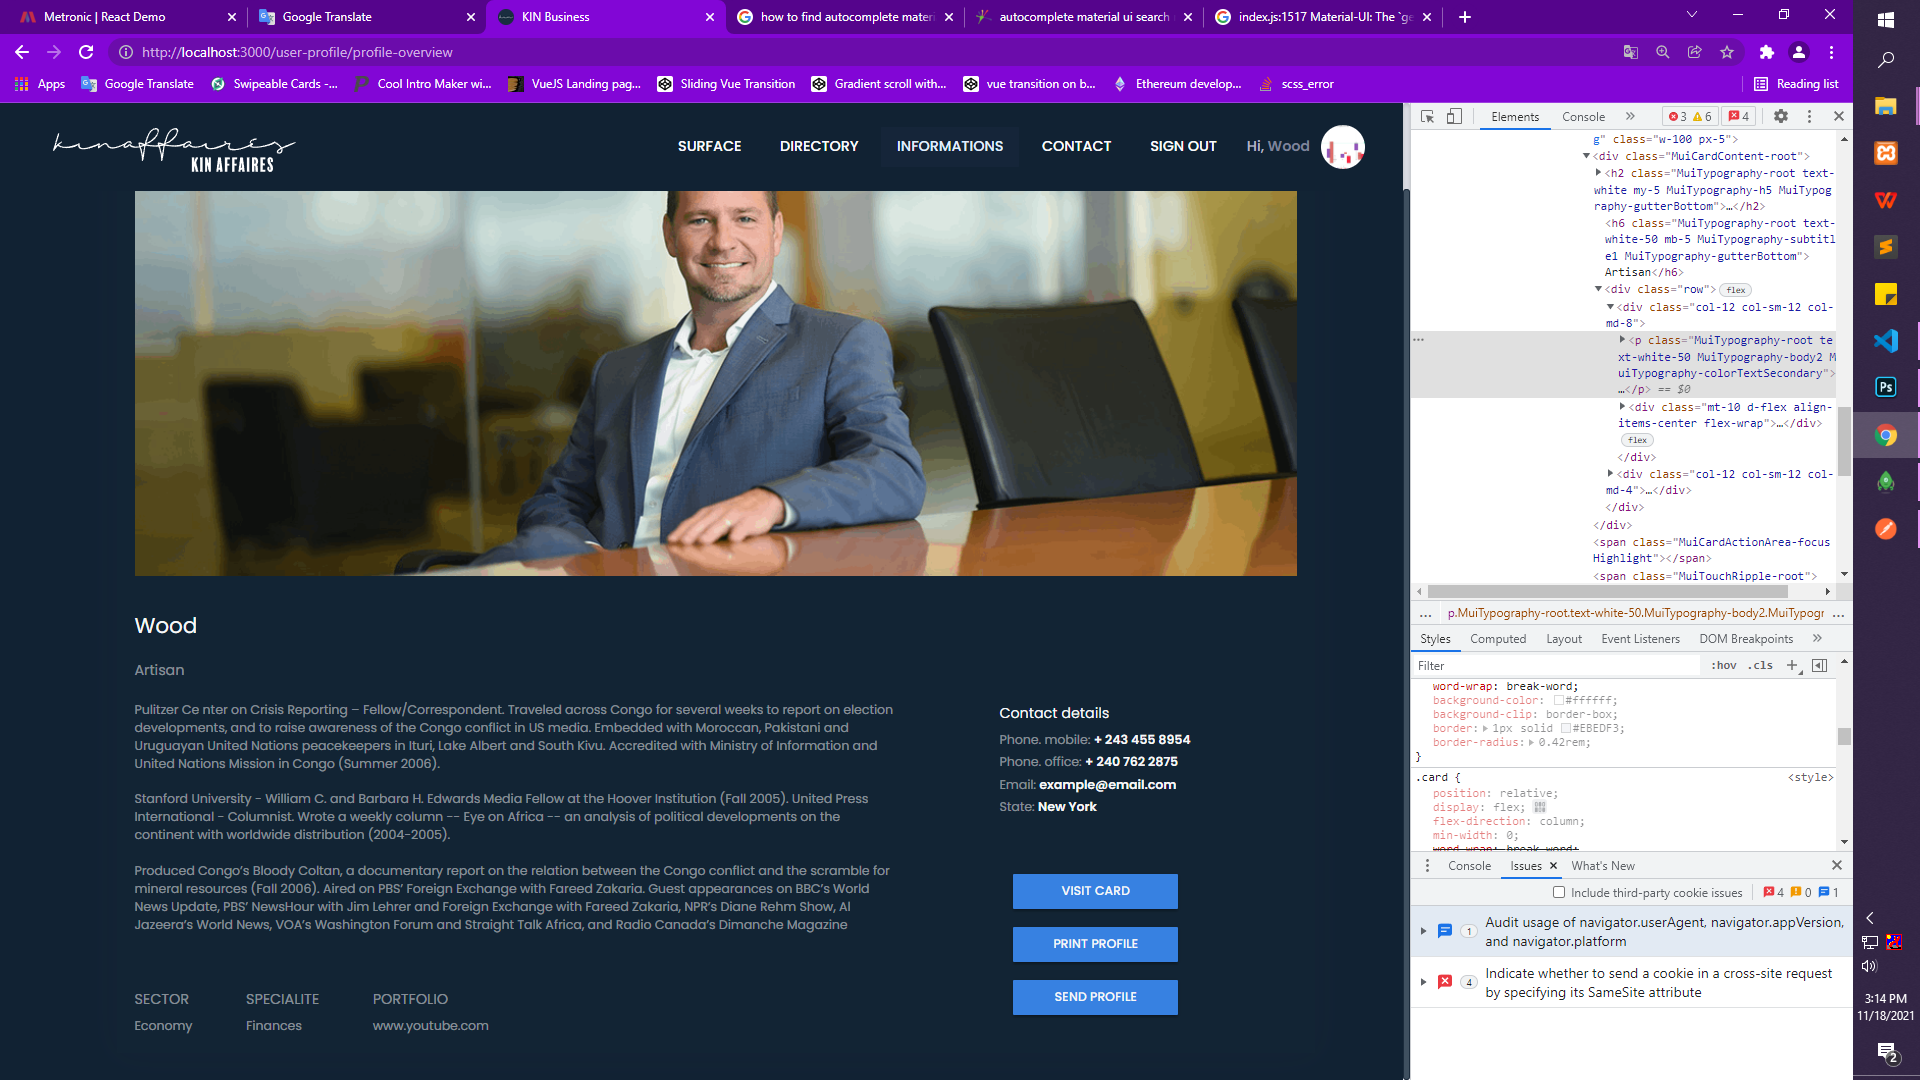 Metronic | React Demo
Google Translate
KIN Business
how to find autocomplete materi
autocomplete material ui search
index.js:1517 Material-UI: The `ge
http://localhost:3000/user-profile/profile-overview
Apps
Google Translate
Swipeable Cards -...
Cool Intro Maker wi...
VueJS Landing pag...
Sliding Vue Transition
Gradient scroll with...
vue transition on b...
Ethereum develop...
scss_error
Reading list
kinaffaires
KIN AFFAIRES
SURFACE
DIRECTORY
INFORMATIONS
CONTACT
SIGN OUT
Hi, Wood
Wood
Artisan
Pulitzer Ce nter on Crisis Reporting – Fellow/Correspondent. Traveled across Congo for several weeks to report on election
developments, and to raise awareness of the Congo conflict in US media. Embedded with Moroccan, Pakistani and
Uruguayan United Nations peacekeepers in Ituri, Lake Albert and South Kivu. Accredited with Ministry of Information and
United Nations Mission in Congo (Summer 2006).
Stanford University - William C. and Barbara H. Edwards Media Fellow at the Hoover Institution (Fall 2005). United Press
International - Columnist. Wrote a weekly column -- Eye on Africa -- an analysis of political developments on the
continent with worldwide distribution (2004-2005).
Produced Congo’s Bloody Coltan, a documentary report on the relation between the Congo conflict and the scramble for
mineral resources (Fall 2006). Aired on PBS’ Foreign Exchange with Fareed Zakaria. Guest appearances on BBC’s World
News Update, PBS’ NewsHour with Jim Lehrer and Foreign Exchange with Fareed Zakaria, NPR’s Diane Rehm Show, Al
Jazeera’s World News, VOA’s Washington Forum and Straight Talk Africa, and Radio Canada’s Dimanche Magazine
SECTOR
Economy
SPECIALITE
Finances
PORTFOLIO
www.youtube.com
Contact details
Phone. mobile: + 243 455 8954
Phone. office: + 240 762 2875
Email: example@email.com
State: New York
VISIT CARD
PRINT PROFILE
SEND PROFILE
Elements
Console
3
6
4
g" class="w-100 px-5">
<div class="MuiCardContent-root">
<h2 class="MuiTypography-root text-
white my-5 MuiTypography-h5 MuiTypog
raphy-gutterBottom">…</h2>
<h6 class="MuiTypography-root text-
white-50 mb-5 MuiTypography-subtitl
e1 MuiTypography-gutterBottom">
Artisan</h6>
<div class="row"> flex
<div class="col-12 col-sm-12 col-
md-8">
<p class="MuiTypography-root te
xt-white-50 MuiTypography-body2 M
uiTypography-colorTextSecondary">
…</p> == $0
<div class="mt-10 d-flex align-
items-center flex-wrap">…</div>
flex
</div>
<div class="col-12 col-sm-12 col-
md-4">…</div>
</div>
</div>
<span class="MuiCardActionArea-focus
Highlight"></span>
<span class="MuiTouchRipple-root">
... p.MuiTypography-root.text-white-50.MuiTypography-body2.MuiTypogr ...
Styles
Computed
Layout
Event Listeners
DOM Breakpoints
Filter
:hov
.cls
word-wrap: break-word;
background-color: #ffffff;
background-clip: border-box;
border: 1px solid #EBEDF3;
border-radius: 0.42rem;
}
.card {
<style>
position: relative;
display: flex;
flex-direction: column;
min-width: 0;
word-wrap: break-word;
Console
Issues
What's New
Include third-party cookie issues
4
0
1
1
Audit usage of navigator.userAgent, navigator.appVersion,
and navigator.platform
4
Indicate whether to send a cookie in a cross-site request
by specifying its SameSite attribute
Ps
3:14 PM
11/18/2021
2